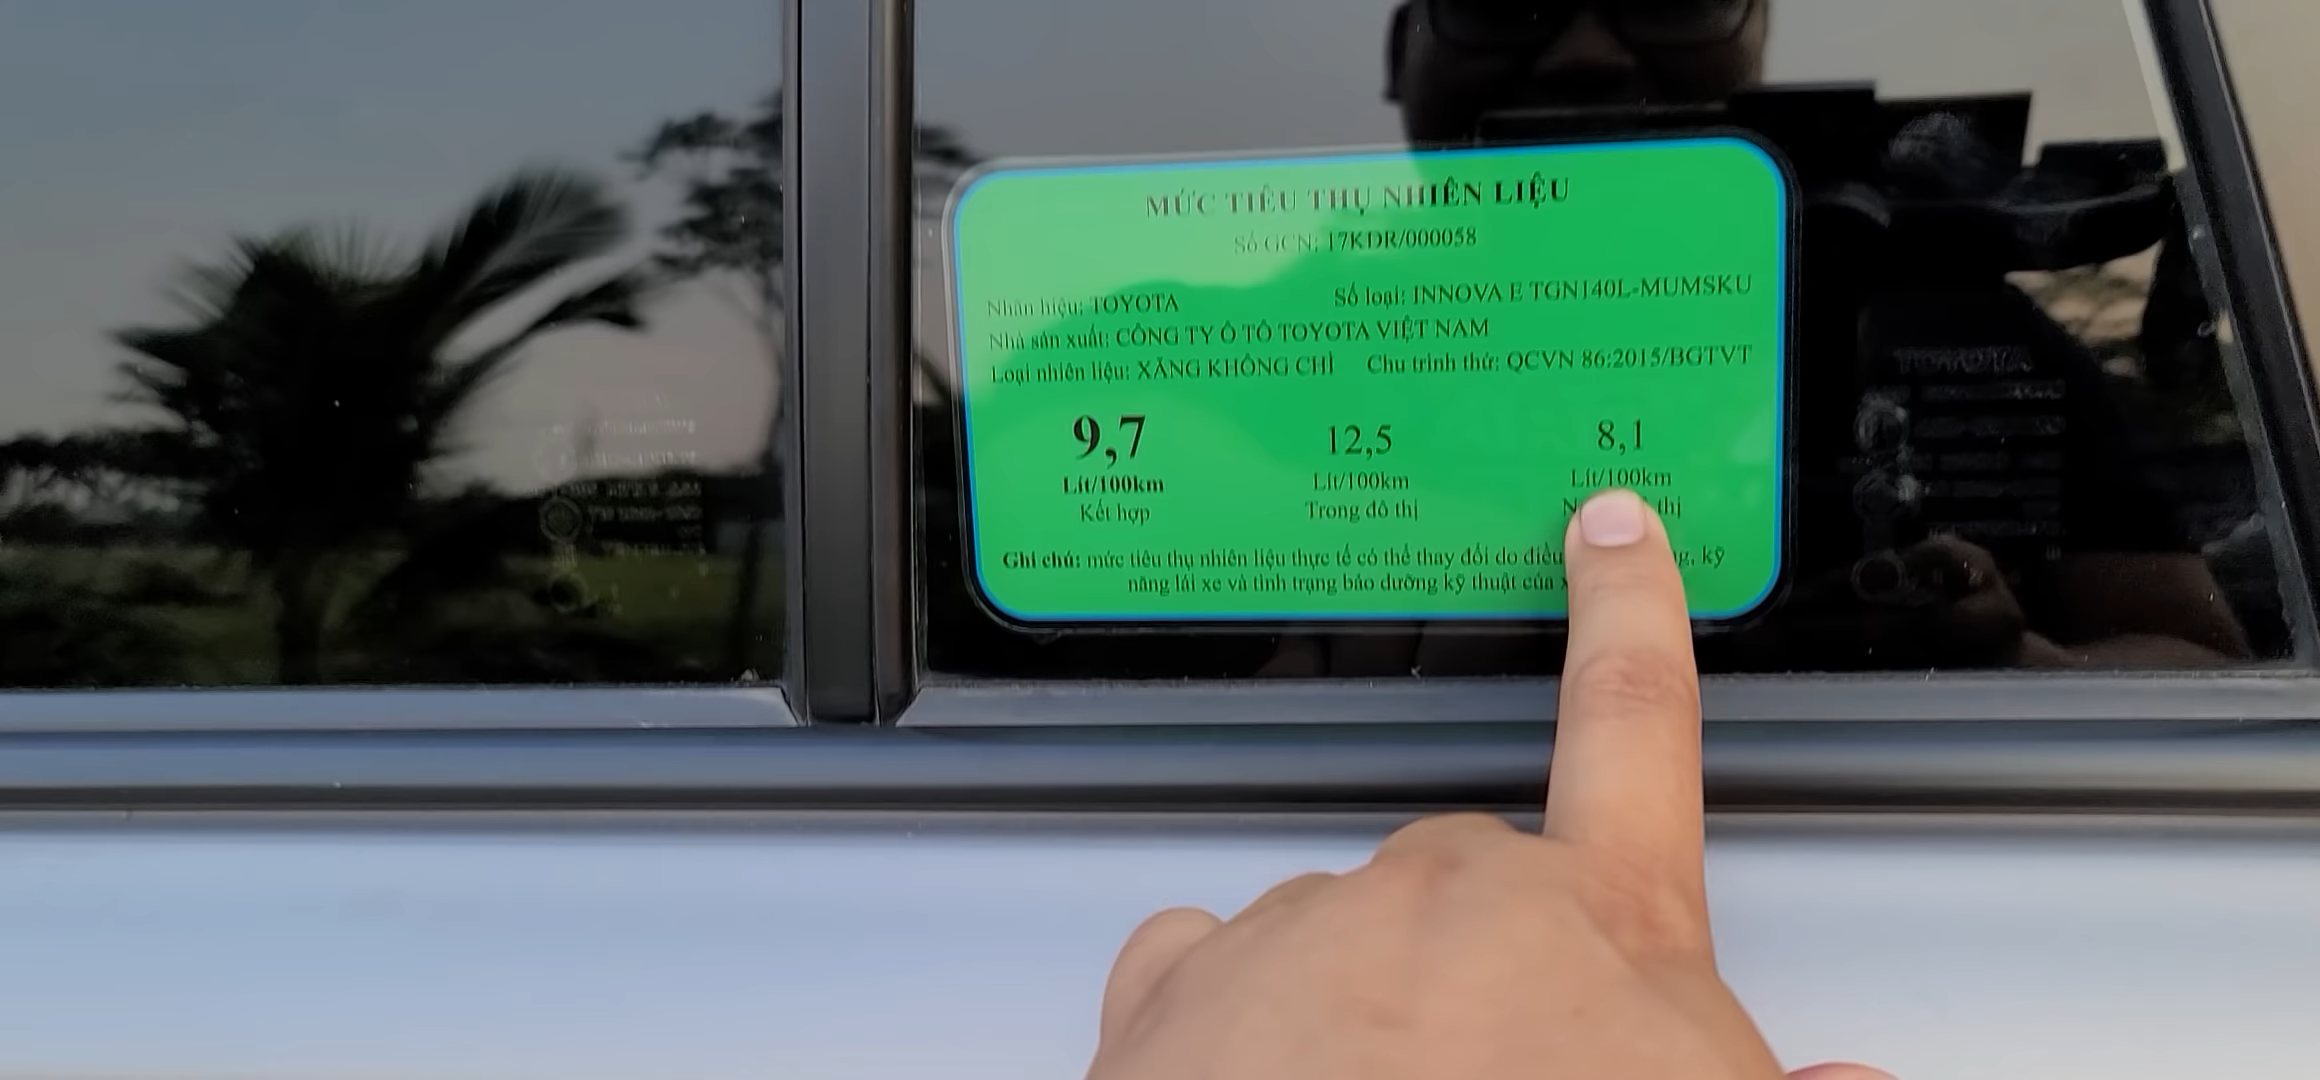 MỨC TIÊU THỤ NHIÊN LIỆU
Số GCN: 17KDR/000058
Nhãn hiệu: TOYOTA Số loại: INNOVA E TGN140L-MUMSKU
Nhà sản xuất: CÔNG TY Ô TÔ TOYOTA VIỆT NAM
Loại nhiên liệu: XĂNG KHÔNG CHÌ Chu trình thử: QCVN 86:2015/BGTVT
9,7 12,5 8,1
Lít/100km Lít/100km Lít/100km
Kết hợp Trong đô thị thị
Ghi chú: mức tiêu thụ nhiên liệu thực tế có thể thay đổi do điều kỹ
năng lái xe và tình trạng bảo dưỡng kỹ thuật của
TOYOTA